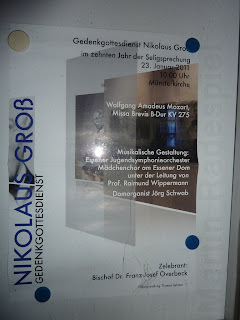 Gedenkgottesdienst Nikolaus Gro
im zehnten Jahr der Seligsprechung
23. Januar 2011
10.00 Uhr
Münsterkirche
Wolfgang Amadeus Mozart,
Missa Brevis B-Dur KV 275
Musikalische Gestaltung:
Essener Jugendsymphonieorchester
Mädchenchor am Essener Dom
unter der Leitung von
Prof. Raimund Wippermann
Domorganist Jörg Schwab
Zelebrant:
Bischof Dr. Franz-Josef Overbeck
NIKOLAUS GROß
GEDENKGOTTESDIENST